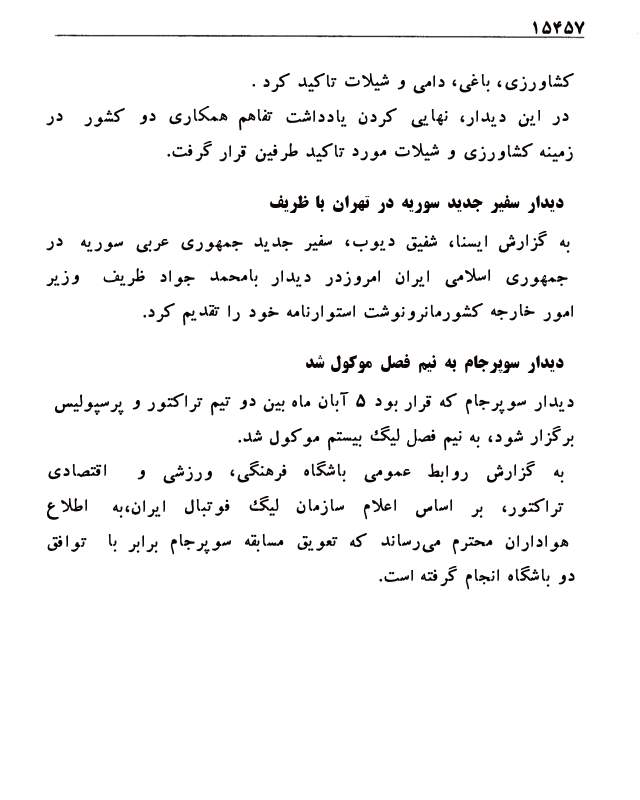 ۱۵۴۵۷
کشاورزی، باغی، دامی و شیلات تاکید کرد .
در این دیدار، نهایی کردن یادداشت تفاهم همکاری دو کشور در
زمینه کشاورزی و شیلات مورد تاکید طرفین قرار گرفت.
دیدار سفیر جدید سوریه در تهران با ظریف
به گزارش ایسنا، شفیق دیوب، سفیر جدید جمهوری عربی سوریه در
جمهوری اسلامی ایران امروزدر دیدار بامحمد جواد ظریف وزیر
امور خارجه کشورمانرونوشت استوارنامه خود را تقدیم کرد.
دیدار سوپرجام به نیم فصل موکول شد
دیدار سوپرجام که قرار بود ۵ آبان ماه بین دو تیم تراکتور و پرسپولیس
برگزار شود، به نیم فصل لیگ بیستم موکول شد.
به گزارش روابط عمومی باشگاه فرهنگی، ورزشی و اقتصادی
تراکتور، بر اساس اعلام سازمان لیگ فوتبال ایران،به اطلاع
هواداران محترم می‌رساند که تعویق مسابقه سوپرجام برابر با توافق
دو باشگاه انجام گرفته است.